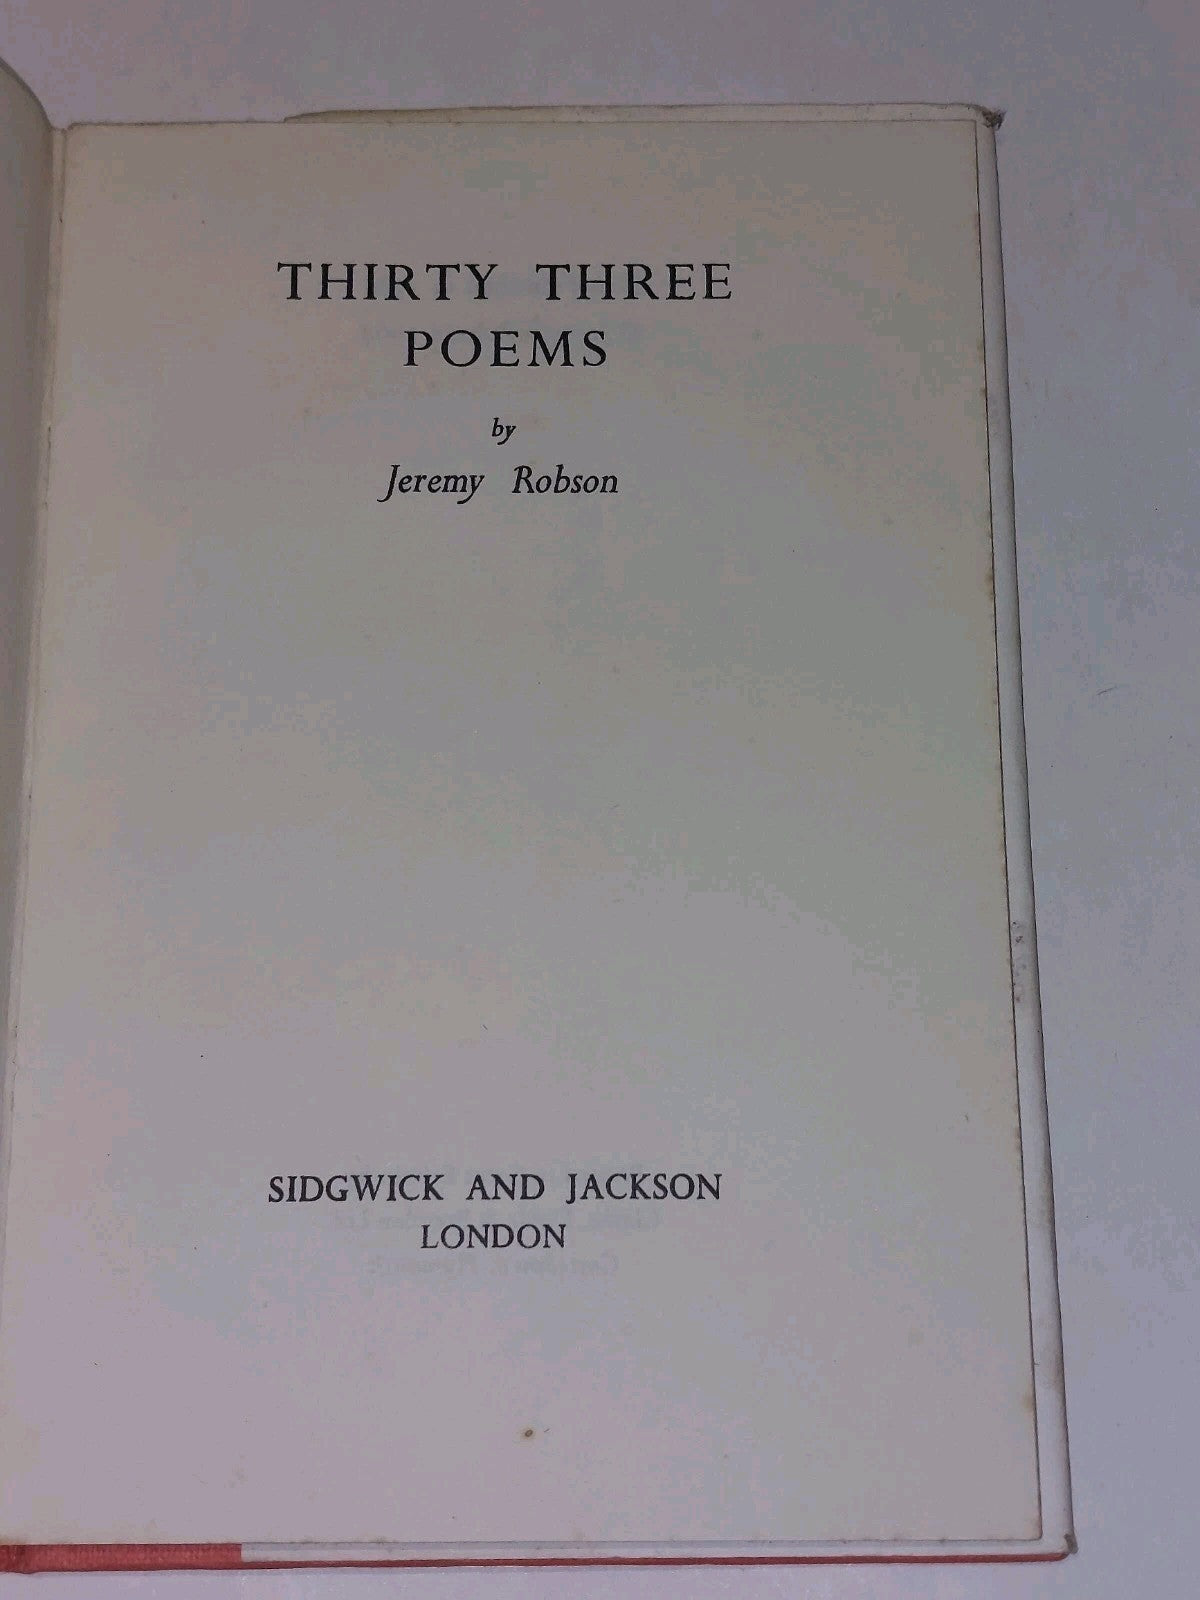 THIRTY THREE
POEMS
by
Jeremy Robson
SIDGWICK AND JACKSON
LONDON